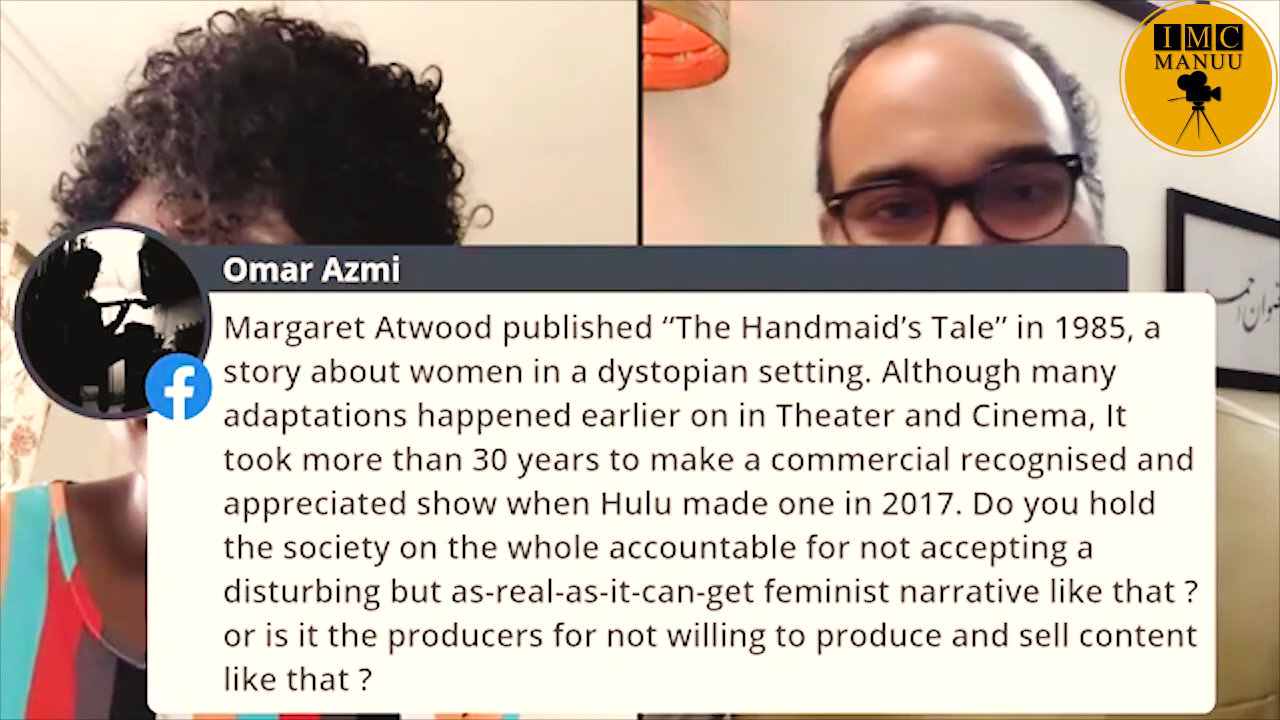 IMC
MANUU
Omar Azmi
Margaret Atwood published “The Handmaid’s Tale” in 1985, a
story about women in a dystopian setting. Although many
adaptations happened earlier on in Theater and Cinema, It
took more than 30 years to make a commercial recognised and
appreciated show when Hulu made one in 2017. Do you hold
the society on the whole accountable for not accepting a
disturbing but as-real-as-it-can-get feminist narrative like that ?
or is it the producers for not willing to produce and sell content
like that ?